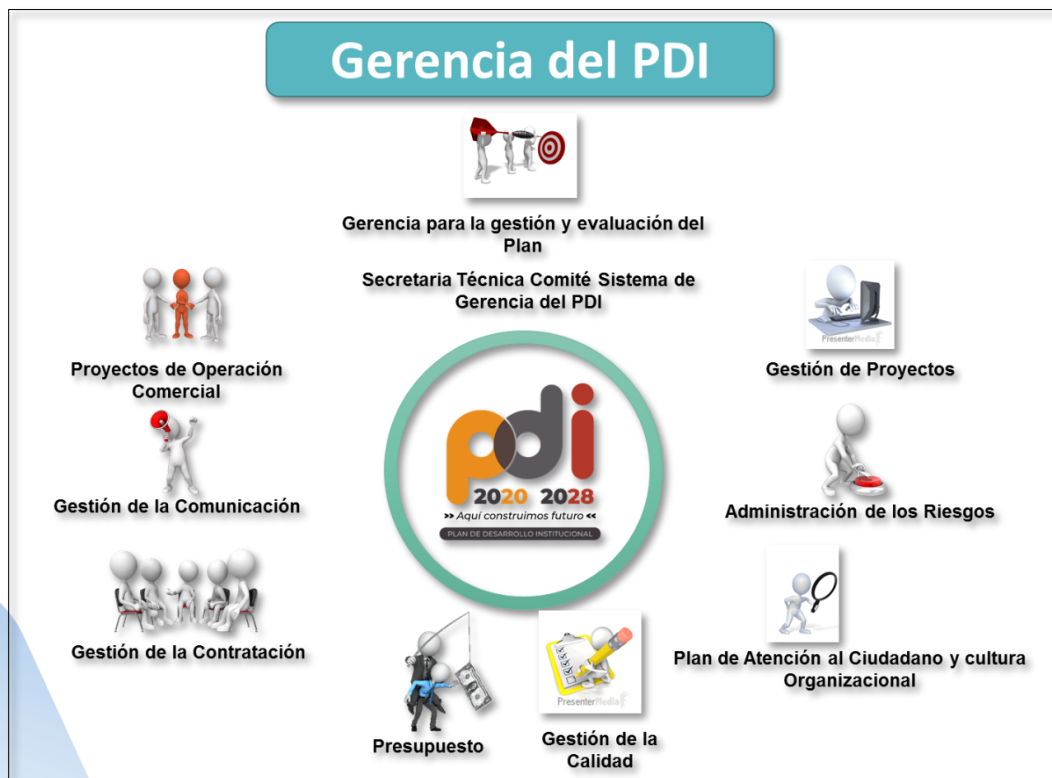 Gerencia del PDI
Gerencia para la gestión y evaluación del
Plan
Secretaria Técnica Comité Sistema de
Gerencia del PDI
Proyectos de Operación
Comercial
Gestión de la Comunicación
Gestión de la Contratación
pdi
2020 2028
>> Aquí construimos futuro <<
PLAN DE DESARROLLO INSTITUCIONAL
PresenterMedia
Gestión de Proyectos
Administración de los Riesgos
Plan de Atención al Ciudadano y cultura
Organizacional
Presupuesto
PresenterMedia
Gestión de la
Calidad